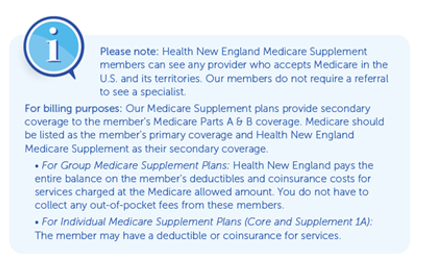 Please note: Health New England Medicare Supplement
members can see any provider who accepts Medicare in the
U.S. and its territories. Our members do not require a referral
to see a specialist.
For billing purposes: Our Medicare Supplement plans provide secondary
coverage to the member's Medicare Parts A & B coverage. Medicare should
be listed as the member's primary coverage and Health New England
Medicare Supplement as their secondary coverage.
• For Group Medicare Supplement Plans: Health New England pays the
entire balance on the member's deductibles and coinsurance costs for
services charged at the Medicare allowed amount. You do not have to
collect any out-of-pocket fees from these members.
• For Individual Medicare Supplement Plans (Core and Supplement 1A):
The member may have a deductible or coinsurance for services.